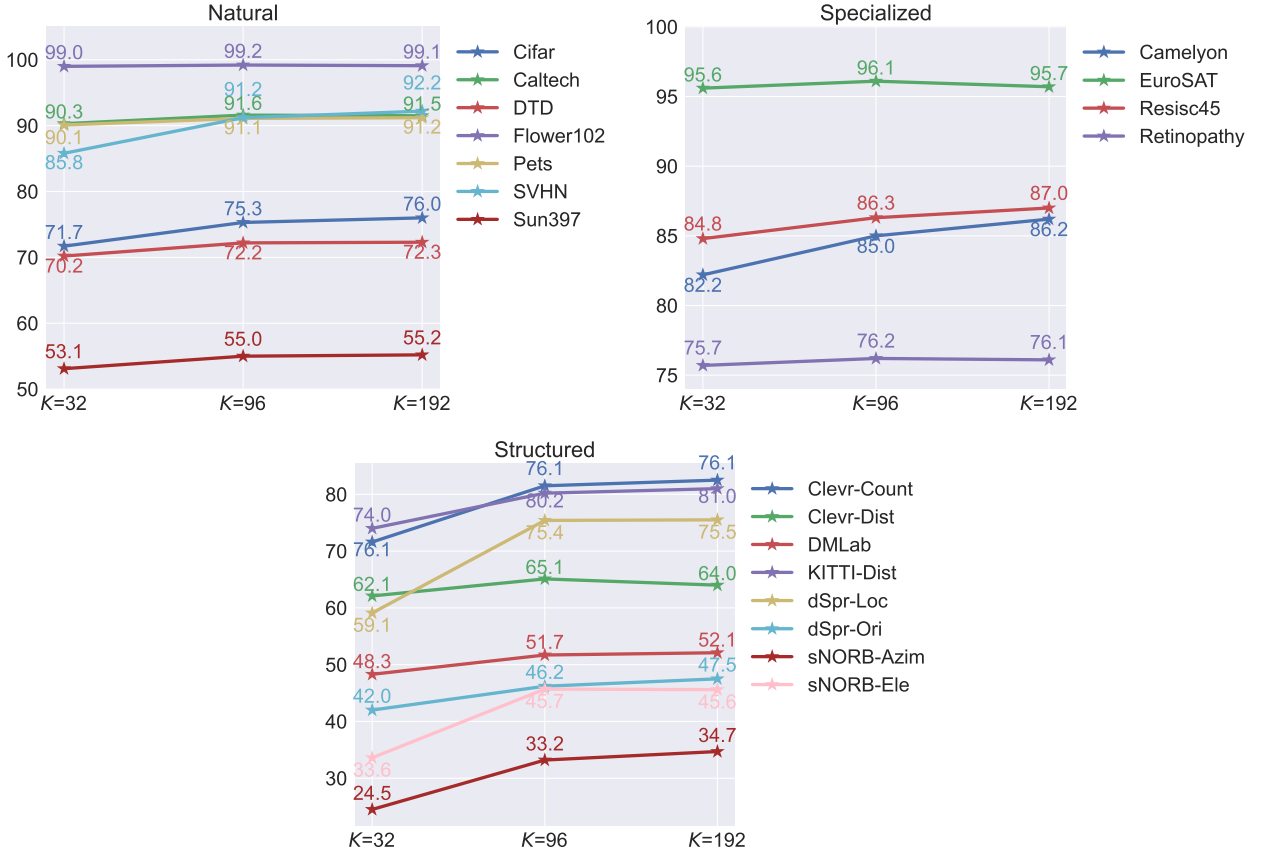 Natural
100
90
80
70
60
50
99.0
99.2
99.1
90.3
91.2
92.2
91.6
91.5
90.1
91.1
91.2
85.8
71.7
75.3
76.0
70.2
72.2
72.3
53.1
55.0
55.2
K=32
K=96
K=192
Cifar
Caltech
DTD
Flower102
Pets
SVHN
Sun397
Specialized
100
95
90
85
80
75
95.6
96.1
95.7
84.8
86.3
87.0
82.2
85.0
86.2
75.7
76.2
76.1
K=32
K=96
K=192
Camelyon
EuroSAT
Resisc45
Retinopathy
Structured
80
70
60
50
40
30
76.1
76.1
74.0
80.2
81.0
76.1
75.4
75.5
62.1
65.1
64.0
59.1
48.3
51.7
52.1
42.0
46.2
47.5
45.7
45.6
33.6
33.2
34.7
24.5
K=32
K=96
K=192
Clevr-Count
Clevr-Dist
DMLab
KITTI-Dist
dSpr-Loc
dSpr-Ori
sNORB-Azim
sNORB-Ele